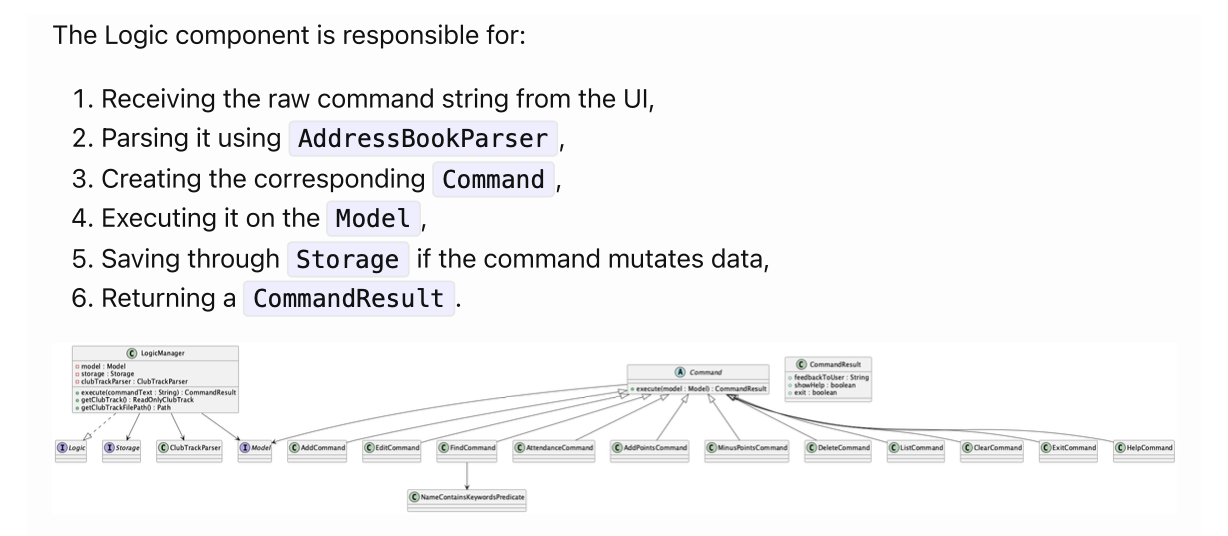 The Logic component is responsible for:
1. Receiving the raw command string from the UI,
2. Parsing it using AddressBookParser,
3. Creating the corresponding Command,
4. Executing it on the Model,
5. Saving through Storage if the command mutates data,
6. Returning a CommandResult.
C LogicManager
model : Model
storage : Storage
clubTrackParser : ClubTrackParser
execute(commandText : String) : CommandResult
getClubTrack() : ReadOnlyClubTrack
getClubTrackFilePath() : Path
A Command
execute(model : Model) : CommandResult
C CommandResult
feedbackToUser : String
showHelp : boolean
exit : boolean
I Logic
I Storage
C ClubTrackParser
I Model
C AddCommand
C EditCommand
C FindCommand
C AttendanceCommand
C AddPointsCommand
C MinusPointsCommand
C DeleteCommand
C ListCommand
C ClearCommand
C ExitCommand
C HelpCommand
C NameContainsKeywordsPredicate